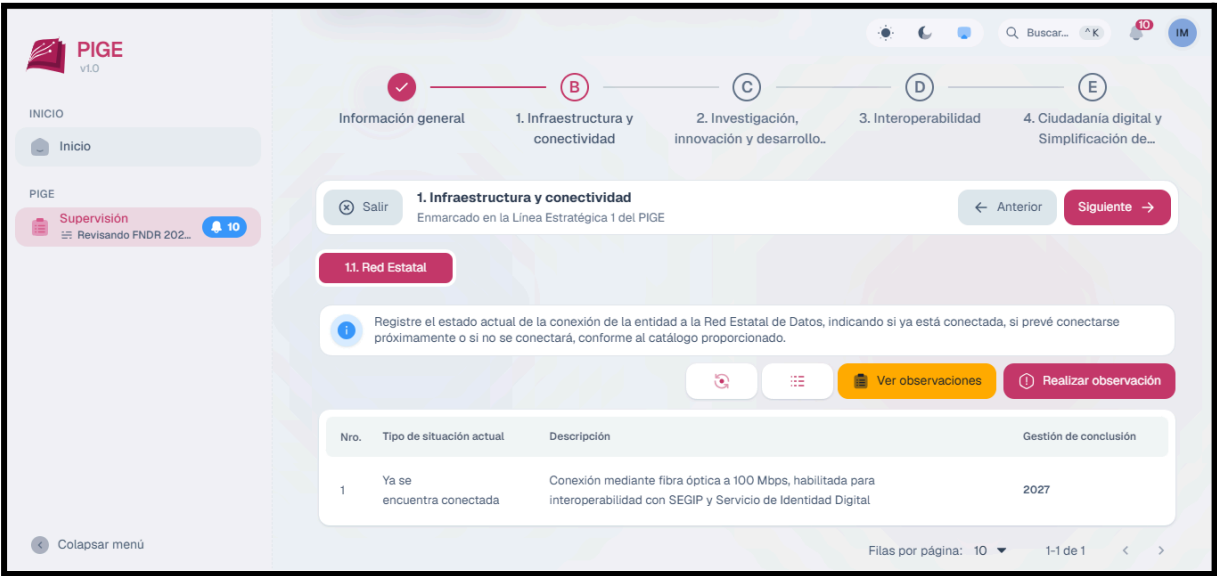 PIGE
v1.0
INICIO
Inicio
PIGE
Supervisión
Revisando FNDR 202...
10
Colapsar menú
Buscar... ^K
10
IM
B
C
D
E
Información general
1. Infraestructura y
conectividad
2. Investigación,
innovación y desarrollo..
3. Interoperabilidad
4. Ciudadanía digital y
Simplificación de...
Salir
1. Infraestructura y conectividad
Enmarcado en la Línea Estratégica 1 del PIGE
← Anterior
Siguiente →
1.1. Red Estatal
Registre el estado actual de la conexión de la entidad a la Red Estatal de Datos, indicando si ya está conectada, si prevé conectarse
próximamente o si no se conectará, conforme al catálogo proporcionado.
Ver observaciones
Realizar observación
Nro. Tipo de situación actual Descripción Gestión de conclusión
1 Ya se
encuentra conectada
Conexión mediante fibra óptica a 100 Mbps, habilitada para
interoperabilidad con SEGIP y Servicio de Identidad Digital
2027
Filas por página: 10 1-1 de 1